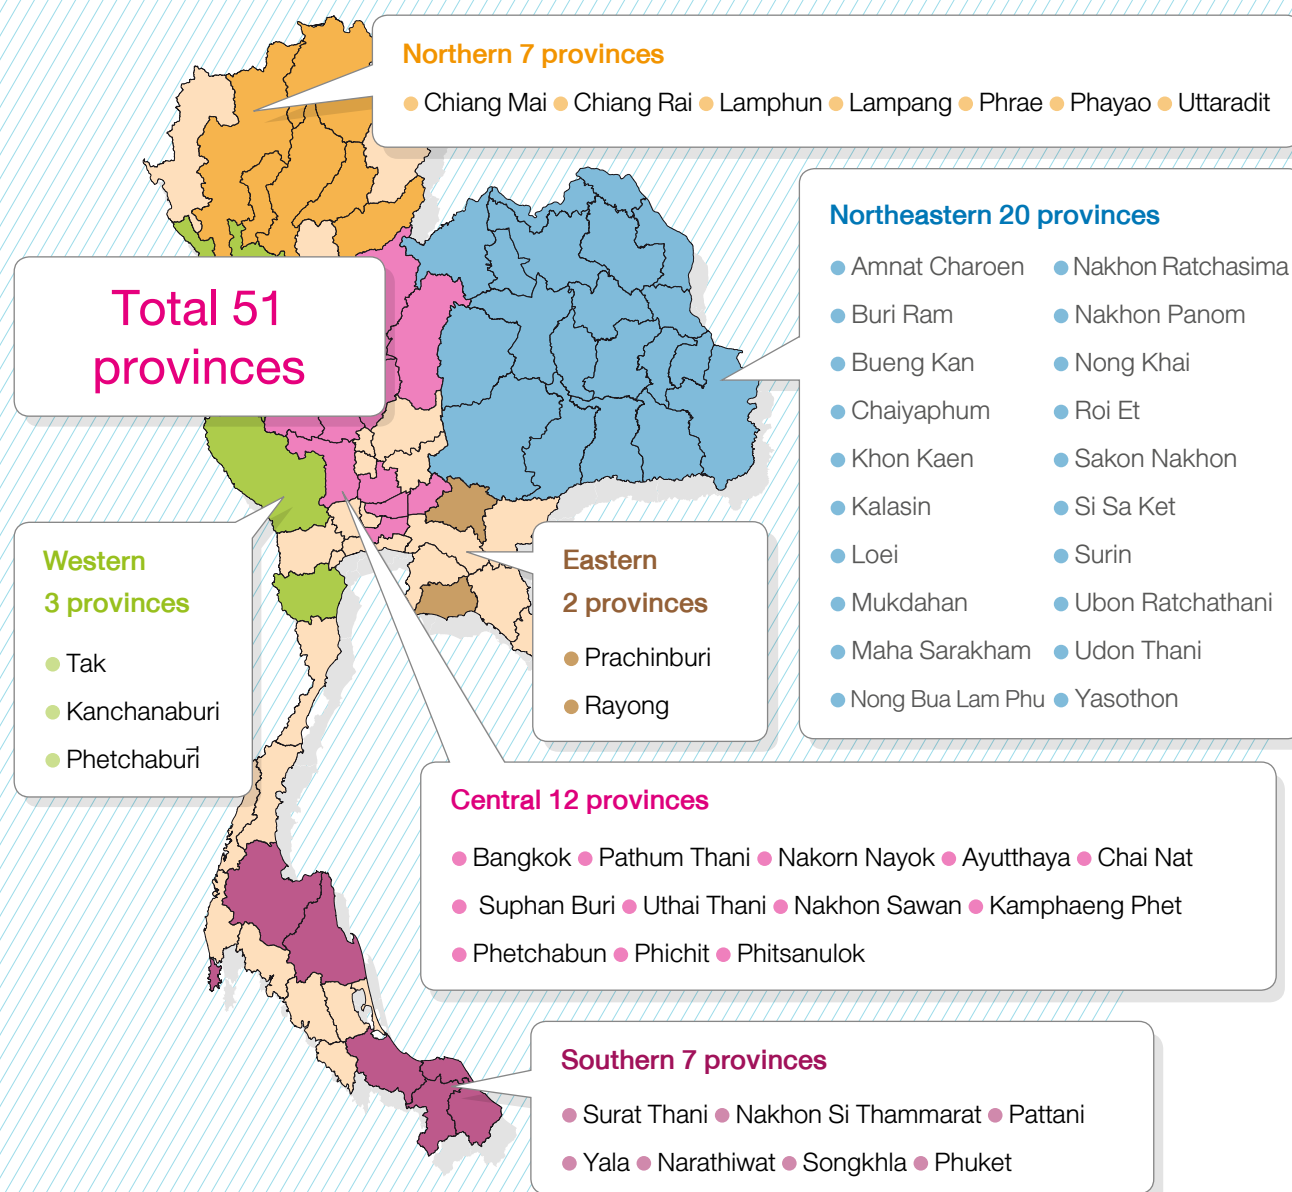 Northern 7 provinces
Chiang Mai Chiang Rai Lamphun Lampang Phrae Phayao Uttaradit
Northeastern 20 provinces
Amnat Charoen
Buri Ram
Bueng Kan
Chaiyaphum
Khon Kaen
Kalasin
Loei
Mukdahan
Maha Sarakham
Nong Bua Lam Phu
Nakhon Ratchasima
Nakhon Panom
Nong Khai
Roi Et
Sakon Nakhon
Si Sa Ket
Surin
Ubon Ratchathani
Udon Thani
Yasothon
Total 51
provinces
Western
3 provinces
Tak
Kanchanaburi
Phetchaburi
Eastern
2 provinces
Prachinburi
Rayong
Central 12 provinces
Bangkok Pathum Thani Nakorn Nayok Ayutthaya Chai Nat
Suphan Buri Uthai Thani Nakhon Sawan Kamphaeng Phet
Phetchabun Phichit Phitsanulok
Southern 7 provinces
Surat Thani Nakhon Si Thammarat Pattani
Yala Narathiwat Songkhla Phuket